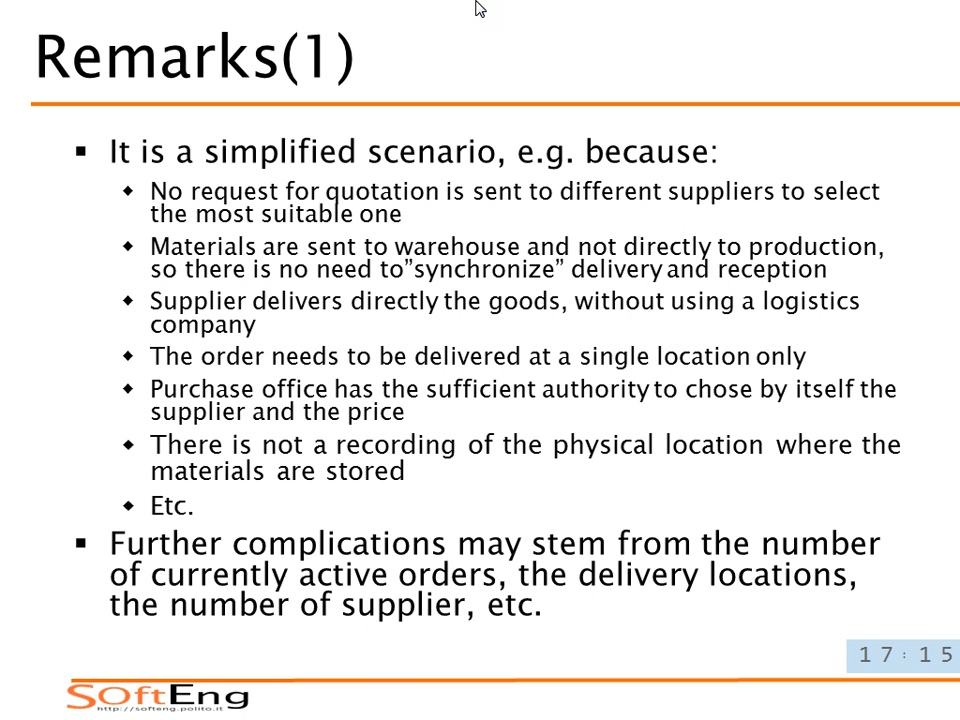 Remarks(1)
It is a simplified scenario, e.g. because:
No request for quotation is sent to different suppliers to select
the most suitable one
Materials are sent to warehouse and not directly to production,
so there is no need to”synchronize” delivery and reception
Supplier delivers directly the goods, without using a logistics
company
The order needs to be delivered at a single location only
Purchase office has the sufficient authority to chose by itself the
supplier and the price
There is not a recording of the physical location where the
materials are stored
Etc.
Further complications may stem from the number
of currently active orders, the delivery locations,
the number of supplier, etc.
17:15
SOftEng
http://softeng.polito.it